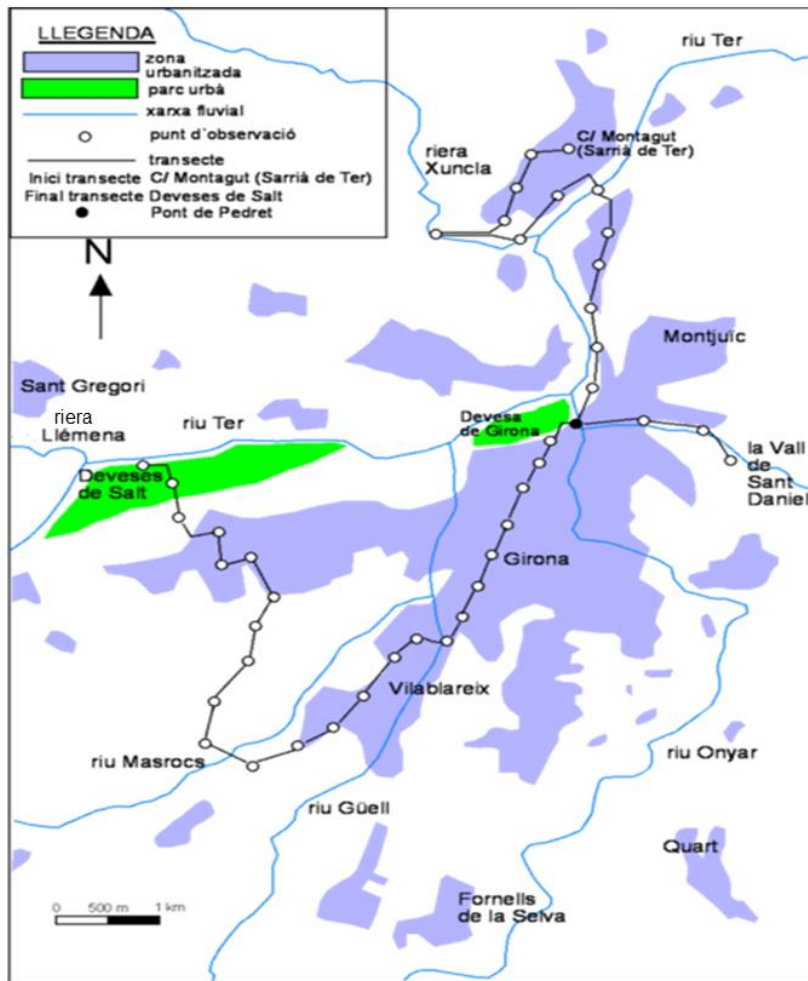 LLEGENDA
zona
urbanitzada
parc urbà
xarxa fluvial
punt d´observació
transecte
Inici transecte C/ Montagut (Sarrià de Ter)
Final transecte Deveses de Salt
Pont de Pedret
N
riu Ter
C/ Montagut
(Sarrià de Ter)
riera
Xuncla
Montjuïc
Sant Gregori
riera
Llémena
riu Ter
Devesa
de Girona
Deveses
de Salt
la Vall
de
Sant
Daniel
Girona
Vilablareix
riu Masrocs
riu Onyar
riu Güell
Quart
Fornells
de la Selva
0 500 m 1 km